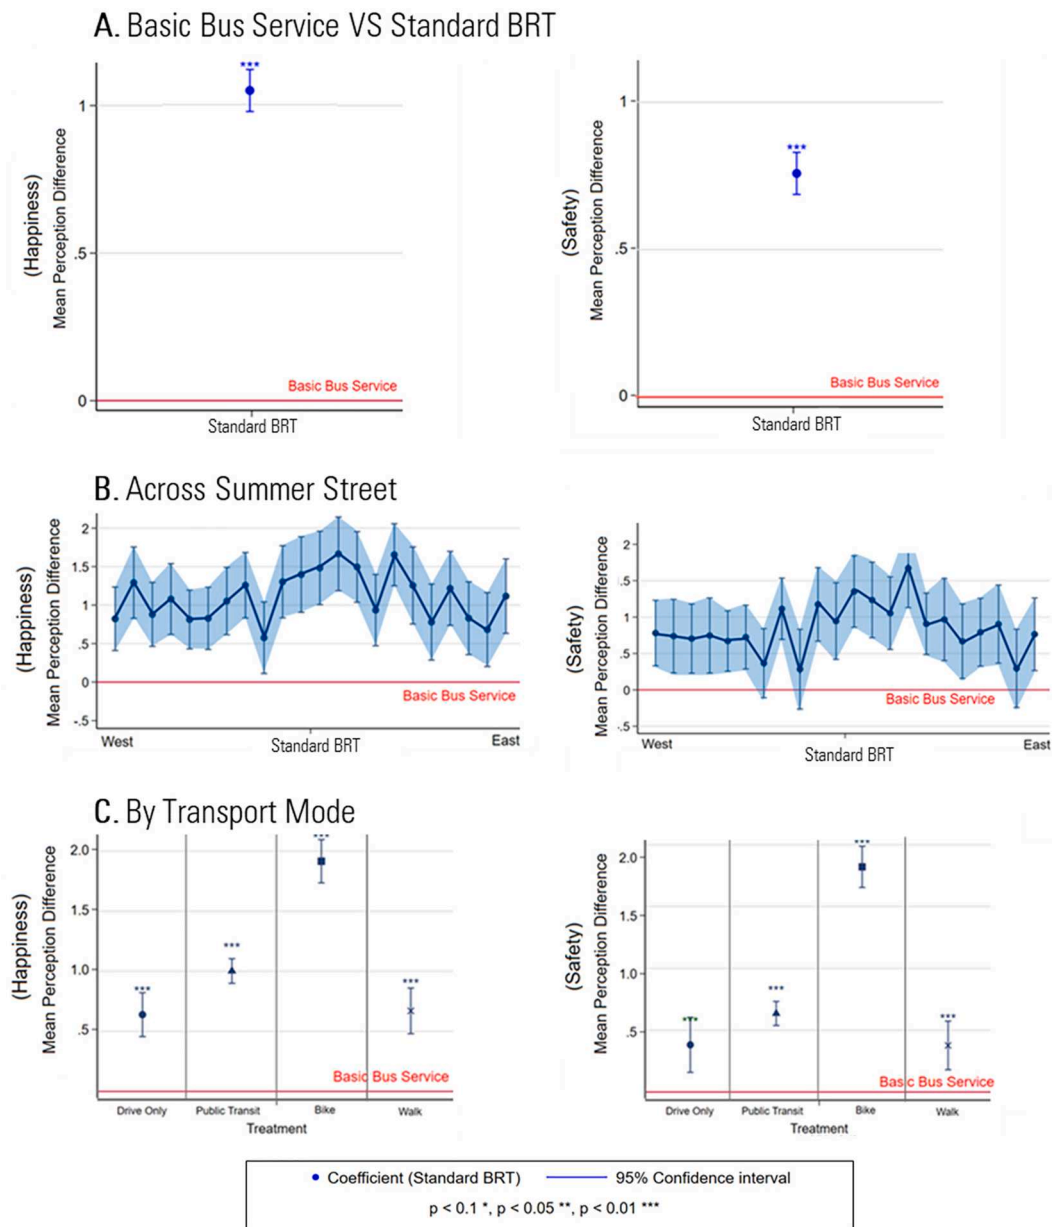 A. Basic Bus Service VS Standard BRT
(Happiness)
Mean Perception Difference
1
.5
0
***
Basic Bus Service
Standard BRT
(Safety)
Mean Perception Difference
1
.5
0
***
Basic Bus Service
Standard BRT
B. Across Summer Street
(Happiness)
Mean Perception Difference
2
1.5
1
.5
0
-.5
Basic Bus Service
West
Standard BRT
East
(Safety)
Mean Perception Difference
2
1.5
1
.5
0
-.5
Basic Bus Service
West
Standard BRT
East
C. By Transport Mode
(Happiness)
Mean Perception Difference
2.0
1.5
1.0
.5
***
***
***
***
Basic Bus Service
Drive Only
Public Transit
Bike
Walk
Treatment
(Safety)
Mean Perception Difference
2.0
1.5
1.0
.5
***
***
***
***
Basic Bus Service
Drive Only
Public Transit
Bike
Walk
Treatment
Coefficient (Standard BRT)
95% Confidence interval
p < 0.1 *, p < 0.05 **, p < 0.01 ***